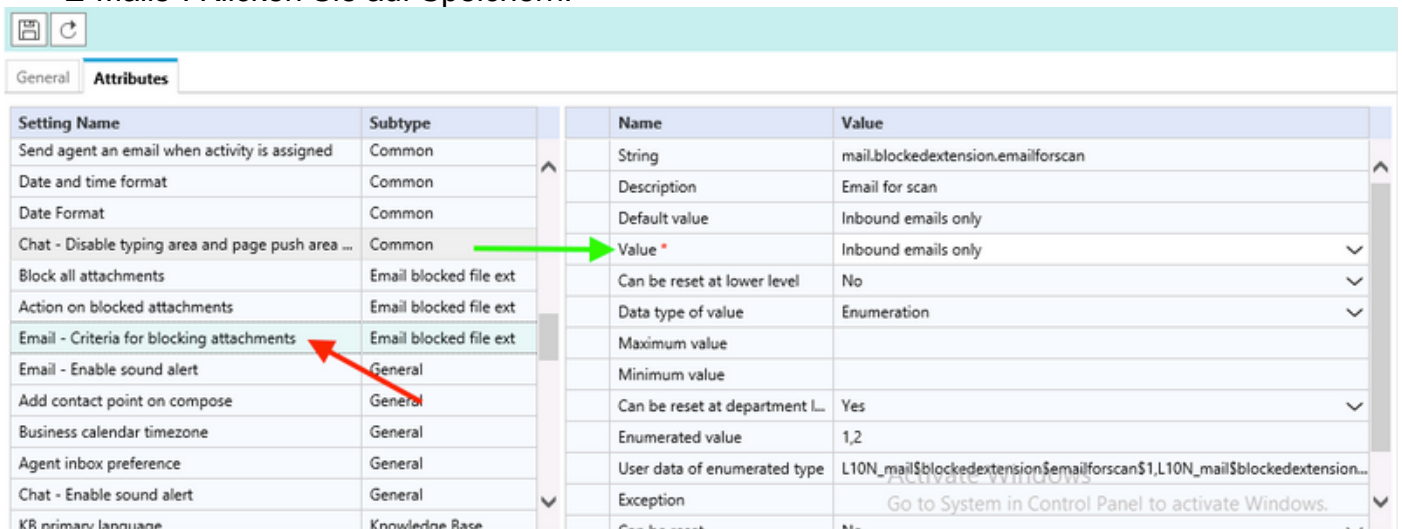 General Attributes
Setting Name Subtype Name Value
Send agent an email when activity is assigned Common String mail.blockedextension.emailforscan
Date and time format Common Description Email for scan
Date Format Common Default value Inbound emails only
Chat - Disable typing area and page push area ... Common Value * Inbound emails only
Block all attachments Email blocked file ext Can be reset at lower level No
Action on blocked attachments Email blocked file ext Data type of value Enumeration
Email - Criteria for blocking attachments Email blocked file ext Maximum value
Email - Enable sound alert General Minimum value
Add contact point on compose General Can be reset at department l... Yes
Business calendar timezone General Enumerated value 1,2
Agent inbox preference General User data of enumerated type L10N_mail$blockedextension$emailforscan$1,L10N_mail$blockedextension...
Activate Windows
Chat - Enable sound alert General Exception
Go to System in Control Panel to activate Windows.
KB primary language Knowledge Base Can be reset No